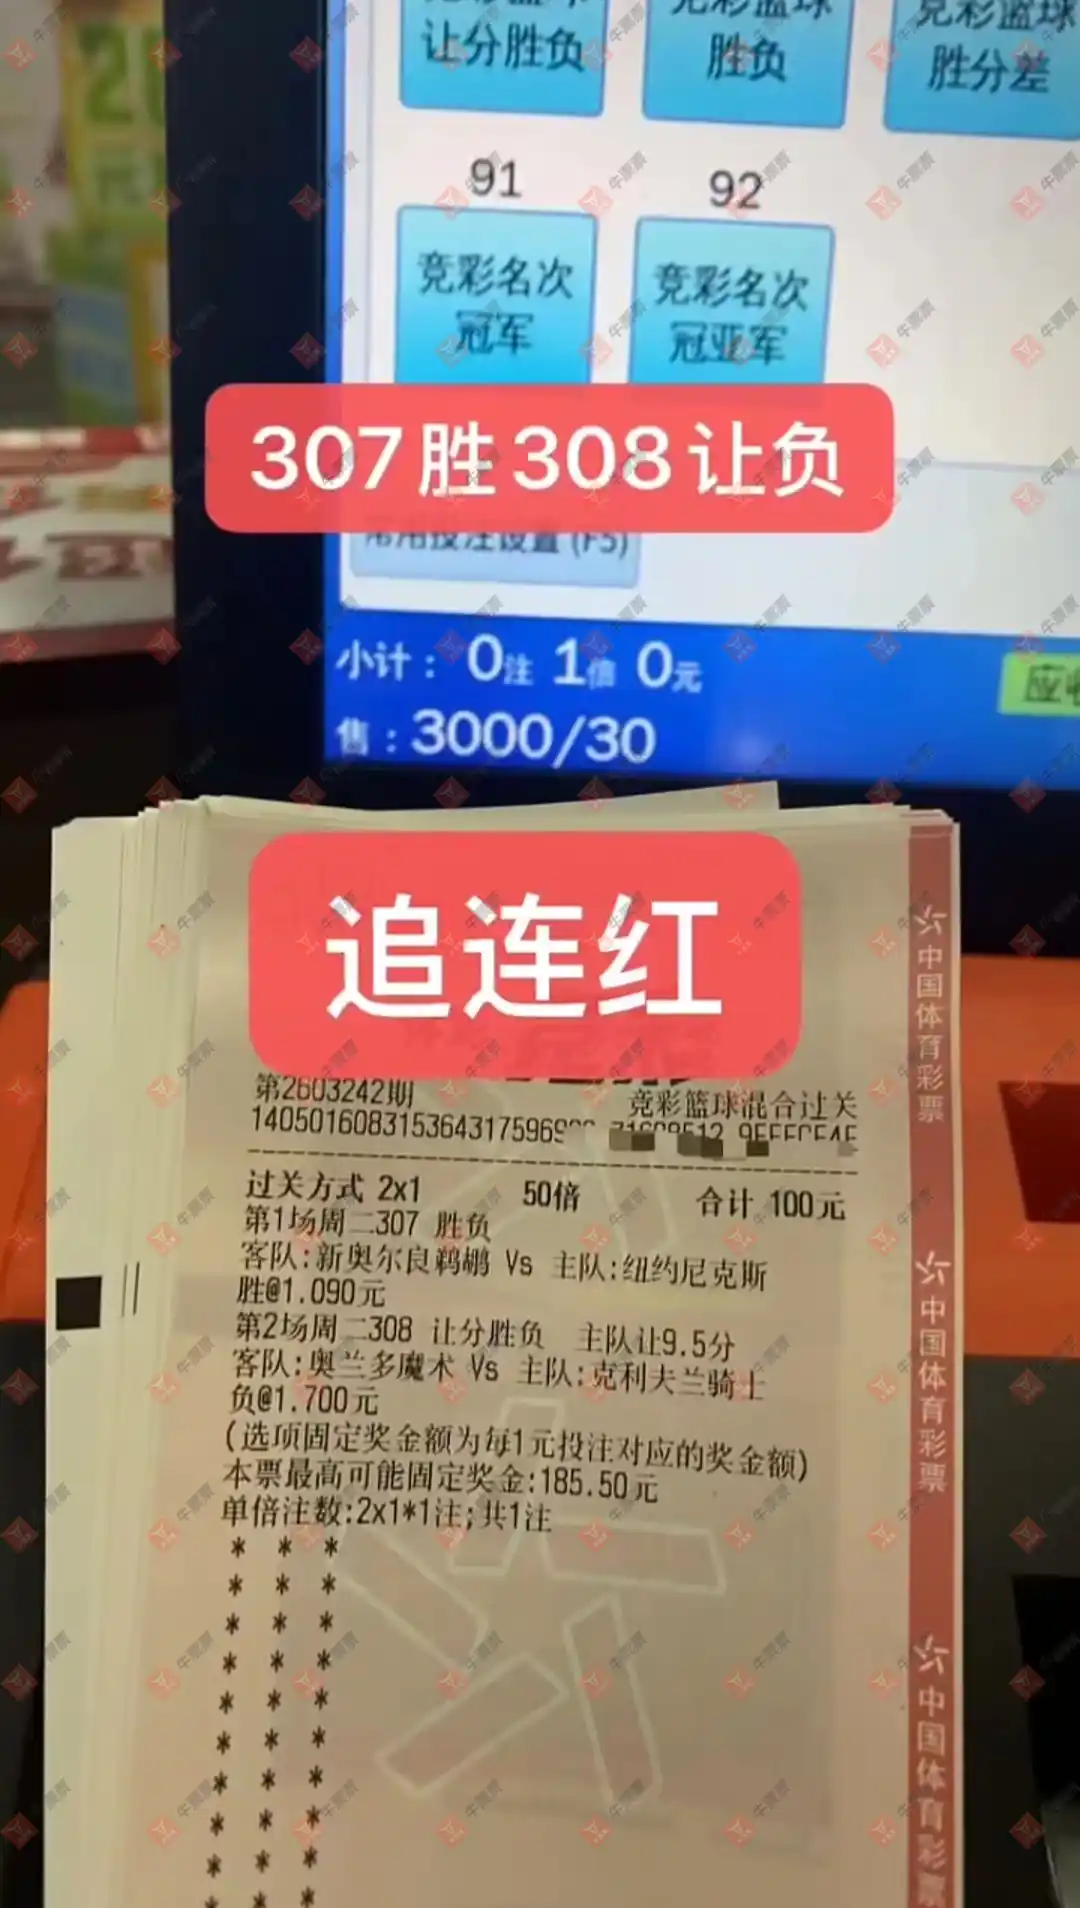 让分胜负
胜负
胜分差
91
92
竞彩名次
冠军
竞彩名次
冠亚军
307胜308让负
常用投注设置 (F5)
小计： 0注 1倍 0元
售：3000/30
追连红
第2603242期
竞彩篮球混合过关
过关方式 2x1 50倍 合计 100元
第1场周二307 胜负
客队:新奥尔良鹈鹕 Vs 主队:纽约尼克斯
胜@1.090元
第2场周二308 让分胜负 主队让9.5分
客队:奥兰多魔术 Vs 主队:克利夫兰骑士
负@1.700元
(选项固定奖金额为每1元投注对应的奖金额)
本票最高可能固定奖金:185.50元
单倍注数:2x1*1注;共1注
中国体育彩票
中国体育彩票
中国体育彩票